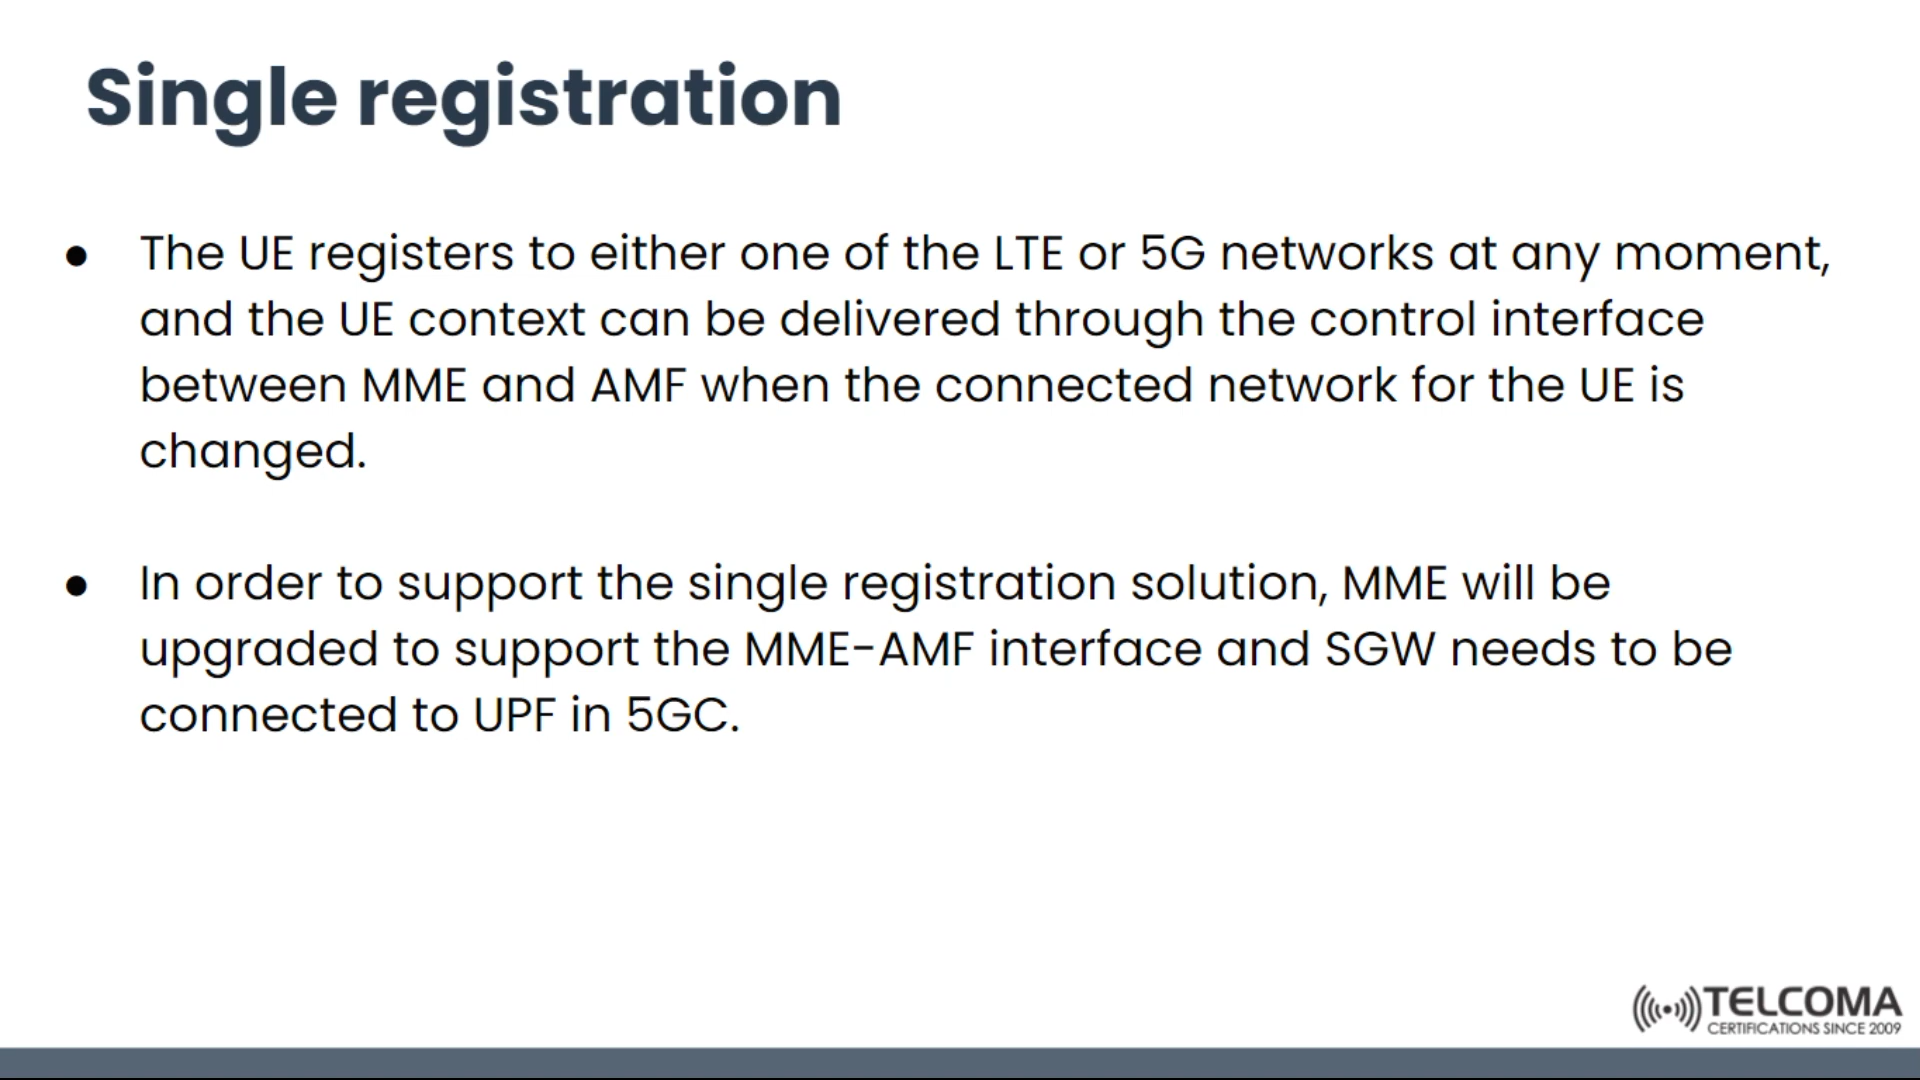 Single registration
● The UE registers to either one of the LTE or 5G networks at any moment,
and the UE context can be delivered through the control interface
between MME and AMF when the connected network for the UE is
changed.
● In order to support the single registration solution, MME will be
upgraded to support the MME-AMF interface and SGW needs to be
connected to UPF in 5GC.
TELCOMA
CERTIFICATIONS SINCE 2009